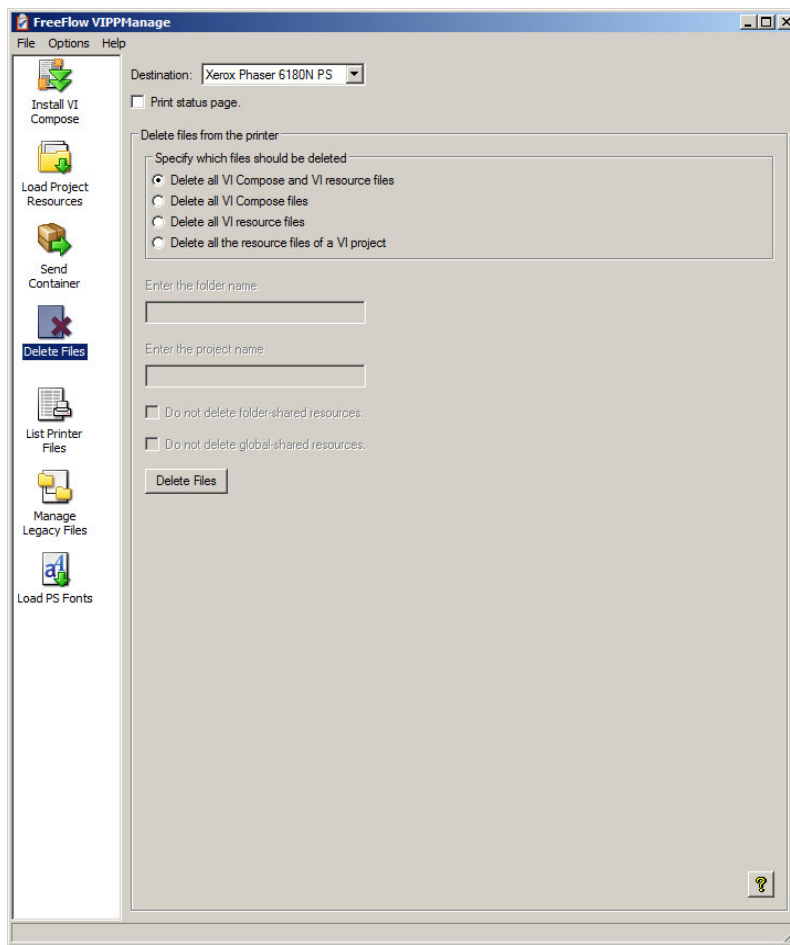 FreeFlow VIPPManage
File Options Help
Install VI
Compose
Load Project
Resources
Send
Container
Delete Files
List Printer
Files
Manage
Legacy Files
Load PS Fonts
Destination: Xerox Phaser 6180N PS
Print status page.
Delete files from the printer
Specify which files should be deleted
Delete all VI Compose and VI resource files
Delete all VI Compose files
Delete all VI resource files
Delete all the resource files of a VI project
Enter the folder name
Enter the project name
Do not delete folder-shared resources.
Do not delete global-shared resources.
Delete Files
?